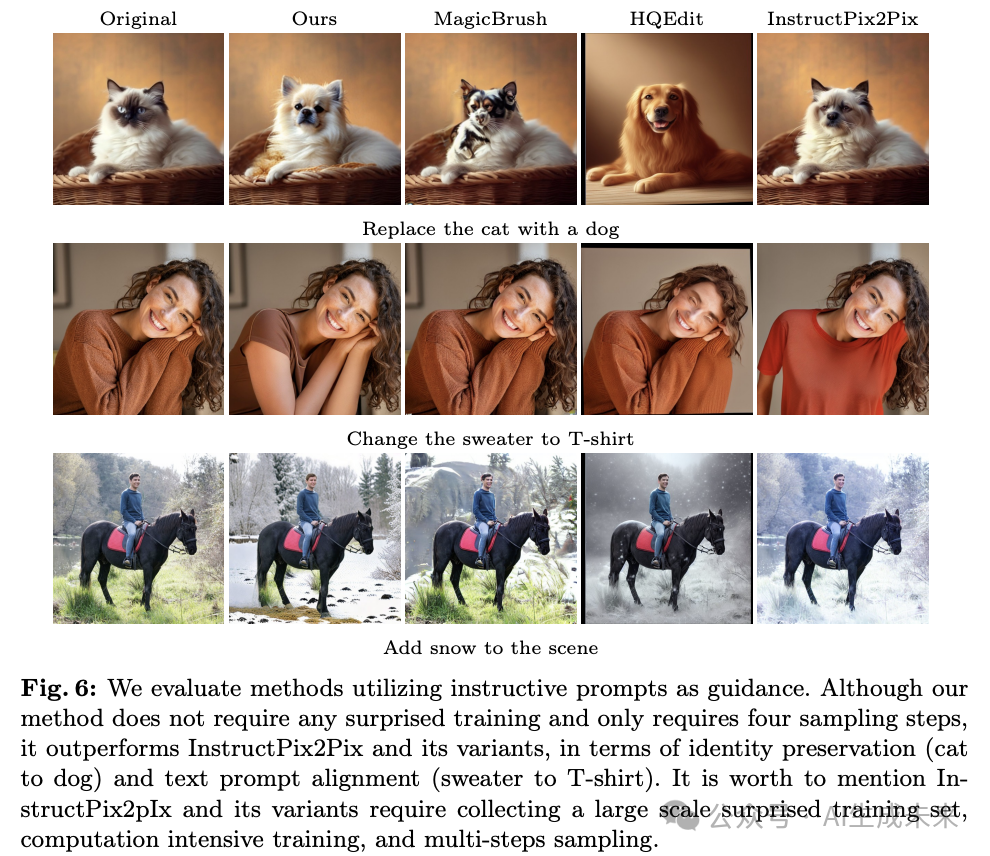 Original Ours MagicBrush HQEdit InstructPix2Pix
Replace the cat with a dog
Change the sweater to T-shirt
Add snow to the scene
Fig. 6: We evaluate methods utilizing instructive prompts as guidance. Although our
method does not require any surprised training and only requires four sampling steps,
it outperforms InstructPix2Pix and its variants, in terms of identity preservation (cat
to dog) and text prompt alignment (sweater to T-shirt). It is worth to mention In-
structPix2pIx and its variants require collecting a large scale surprised training set,
computation intensive training, and multi-steps sampling.
公众号 · AI生成未来